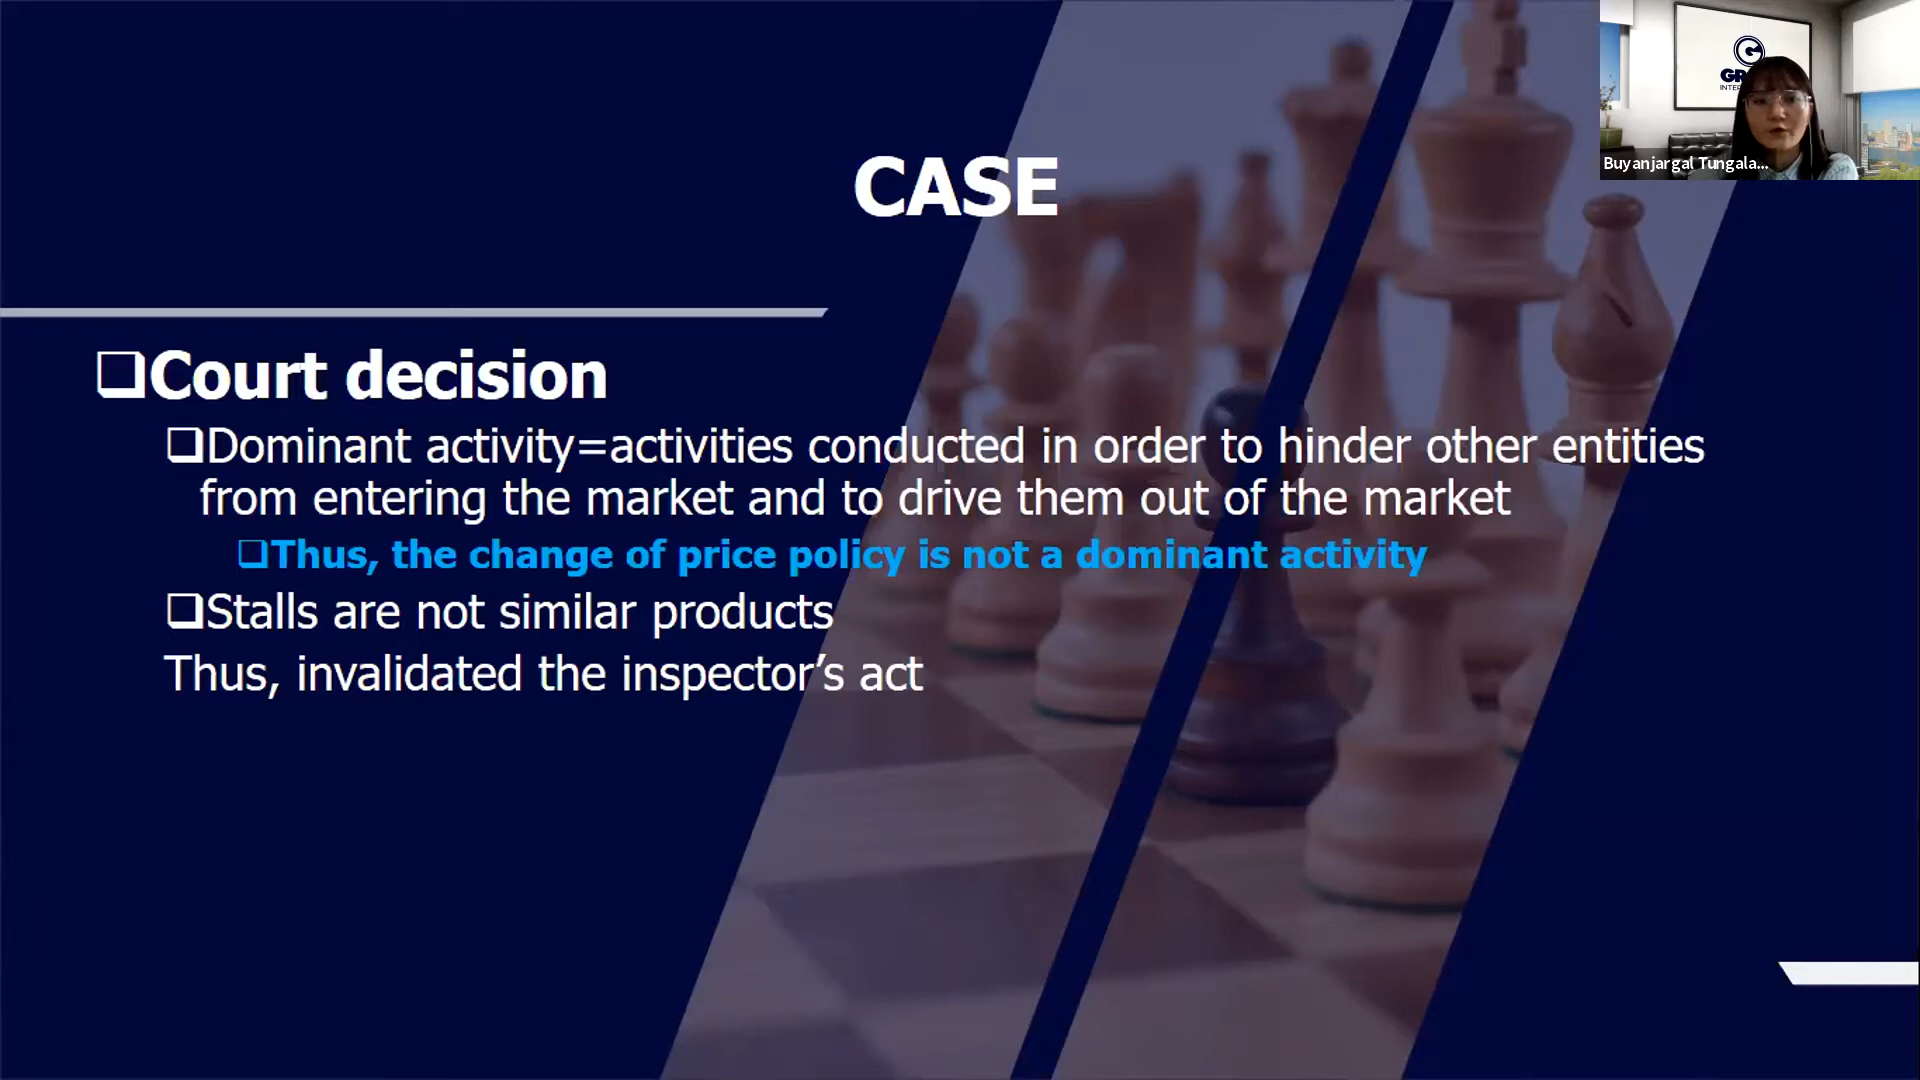 CASE
Buyanjargal Tungala...
❑Court decision
❑Dominant activity=activities conducted in order to hinder other entities
from entering the market and to drive them out of the market
❑Thus, the change of price policy is not a dominant activity
❑Stalls are not similar products
Thus, invalidated the inspector’s act